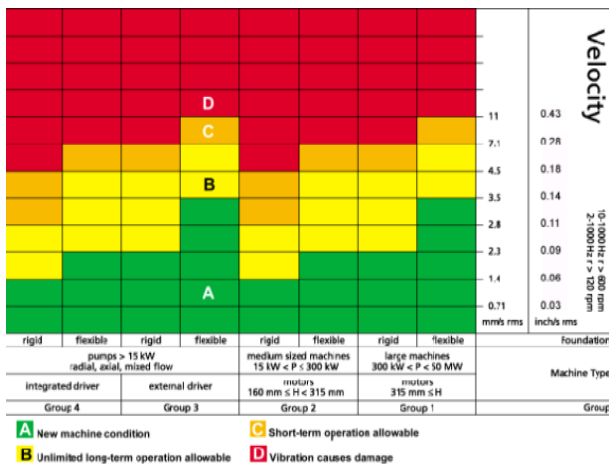 D
C
B
A
11
7.1
4.5
3.5
2.8
2.3
1.4
0.71
mm/s rms
0.43
0.28
0.18
0.14
0.11
0.09
0.06
0.03
inch/s rms
Velocity
10-1000 Hz r > 600 rpm
2-1000 Hz r > 120 rpm
rigid flexible rigid flexible rigid flexible rigid flexible Foundation
pumps > 15 kW
radial, axial, mixed flow
medium sized machines
15 kW < P ≤ 300 kW
large machines
300 kW < P < 50 MW
Machine Type
integrated driver
external driver
motors
160 mm ≤ H < 315 mm
motors
315 mm ≤ H
Group 4 Group 3 Group 2 Group 1 Group
A New machine condition
C Short-term operation allowable
B Unlimited long-term operation allowable
D Vibration causes damage